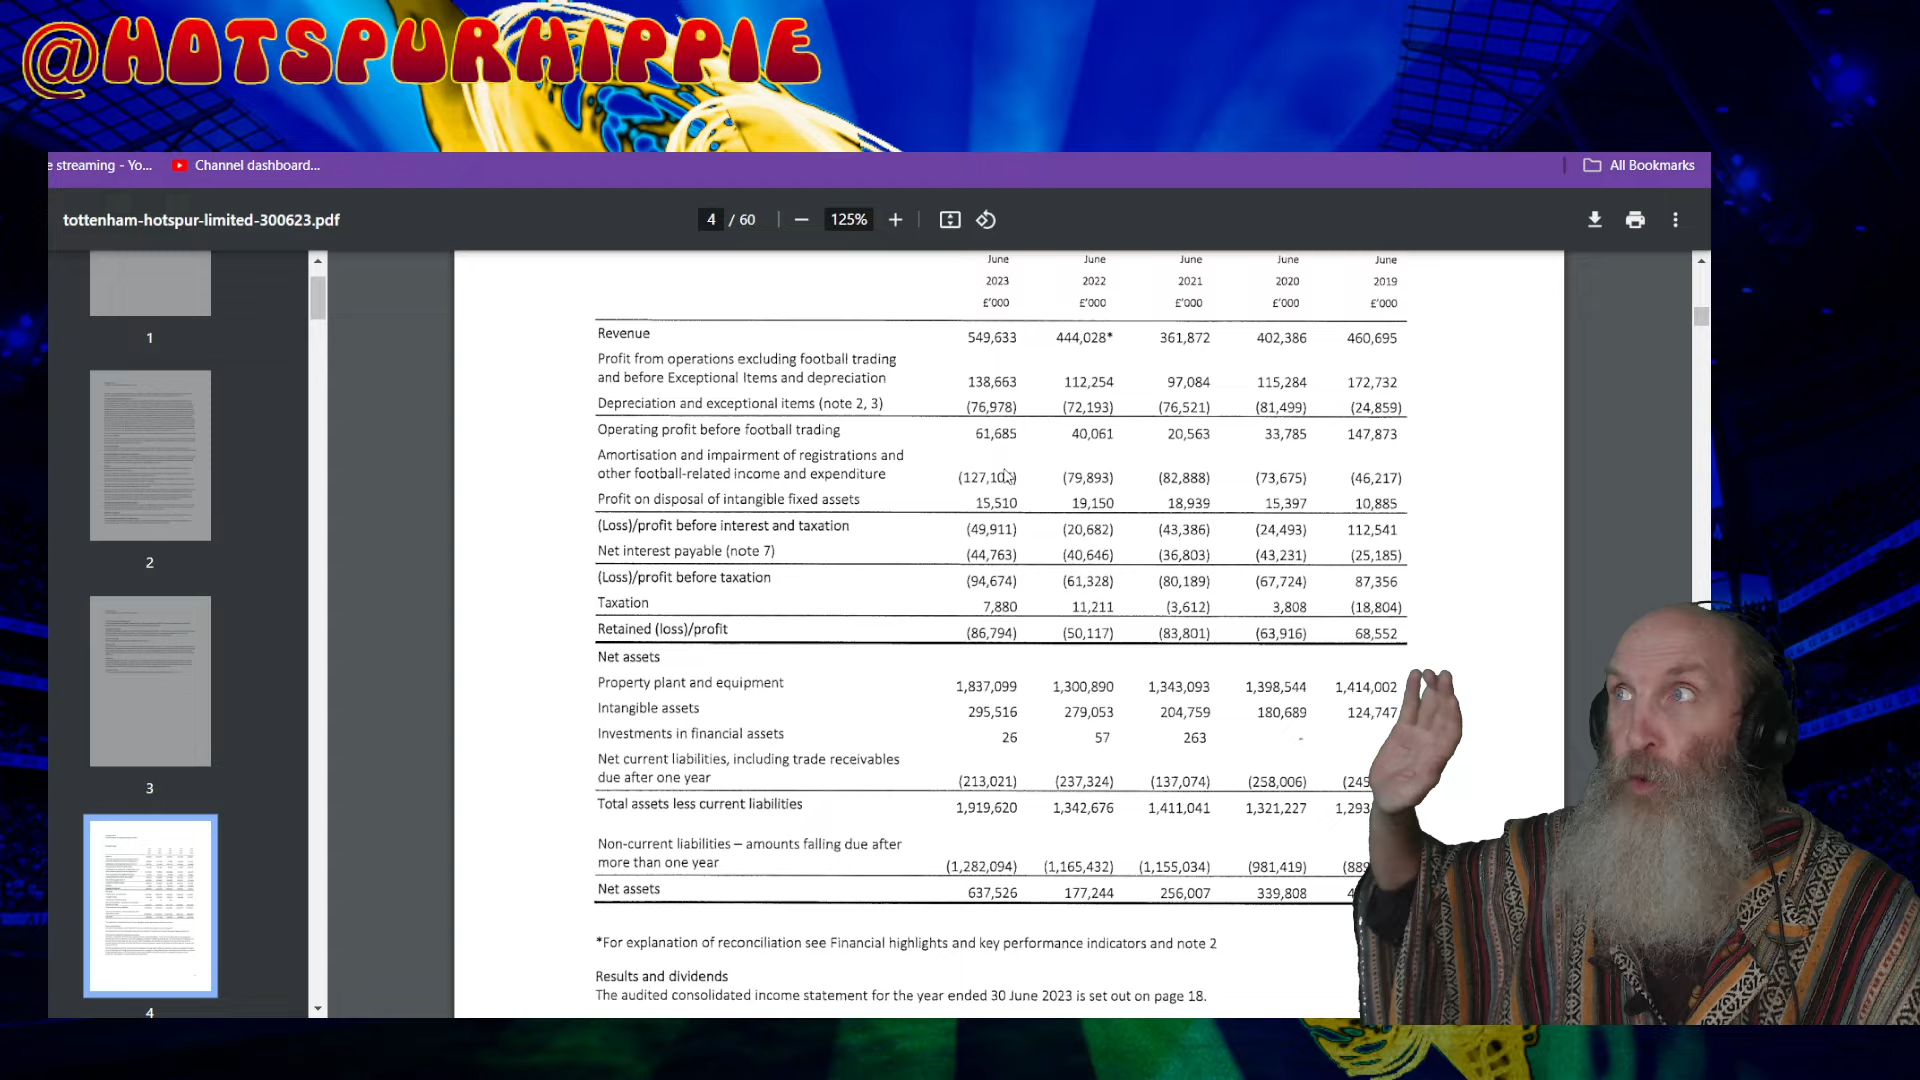 @HOTSPURHIPPIE
e streaming - Yo... Channel dashboard... All Bookmarks
tottenham-hotspur-limited-300623.pdf 4 / 60 125%
June June June June June
2023 2022 2021 2020 2019
£'000 £'000 £'000 £'000 £'000
Revenue 549,633 444,028* 361,872 402,386 460,695
Profit from operations excluding football trading
and before Exceptional Items and depreciation 138,663 112,254 97,084 115,284 172,732
Depreciation and exceptional items (note 2, 3) (76,978) (72,193) (76,521) (81,499) (24,859)
Operating profit before football trading 61,685 40,061 20,563 33,785 147,873
Amortisation and impairment of registrations and
other football-related income and expenditure (79,893) (82,888) (73,675) (46,217)
Profit on disposal of intangible fixed assets 15,510 19,150 18,939 15,397 10,885
(Loss)/profit before interest and taxation (49,911) (20,682) (43,386) (24,493) 112,541
Net interest payable (note 7) (44,763) (40,646) (36,803) (43,231) (25,185)
(Loss)/profit before taxation (94,674) (61,328) (80,189) (67,724) 87,356
Taxation 7,880 11,211 (3,612) 3,808 (18,804)
Retained (loss)/profit (86,794) (50,117) (83,801) (63,916) 68,552
Net assets
Property plant and equipment 1,837,099 1,300,890 1,343,093 1,398,544 1,414,002
Intangible assets 295,516 279,053 204,759 180,689 124,747
Investments in financial assets 26 57 263 -
Net current liabilities, including trade receivables
due after one year (213,021) (237,324) (137,074) (258,006) (245
Total assets less current liabilities 1,919,620 1,342,676 1,411,041 1,321,227 1,293
Non-current liabilities – amounts falling due after
more than one year (1,282,094) (1,165,432) (1,155,034) (981,419) (889
Net assets 637,526 177,244 256,007 339,808 4
*For explanation of reconciliation see Financial highlights and key performance indicators and note 2
Results and dividends
The audited consolidated income statement for the year ended 30 June 2023 is set out on page 18.
1
2
3
4